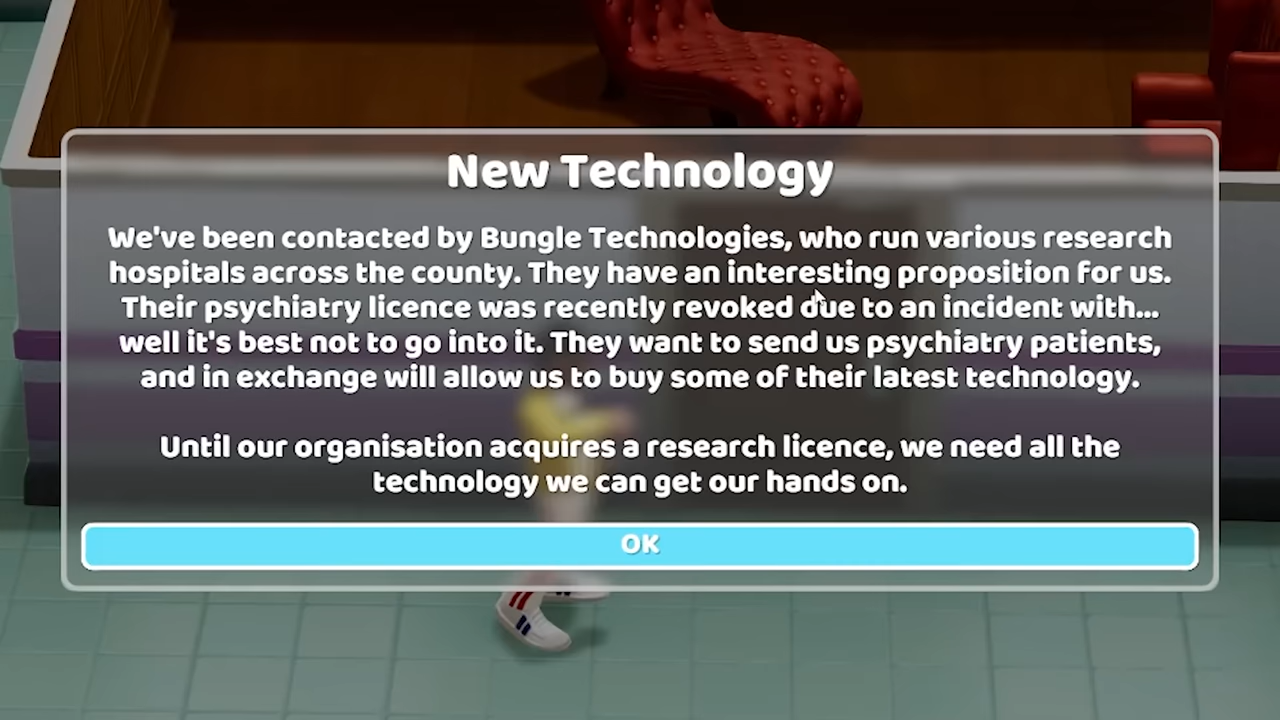 New Technology
We've been contacted by Bungle Technologies, who run various research
hospitals across the county. They have an interesting proposition for us.
Their psychiatry licence was recently revoked due to an incident with...
well it's best not to go into it. They want to send us psychiatry patients,
and in exchange will allow us to buy some of their latest technology.
Until our organisation acquires a research licence, we need all the
technology we can get our hands on.
OK